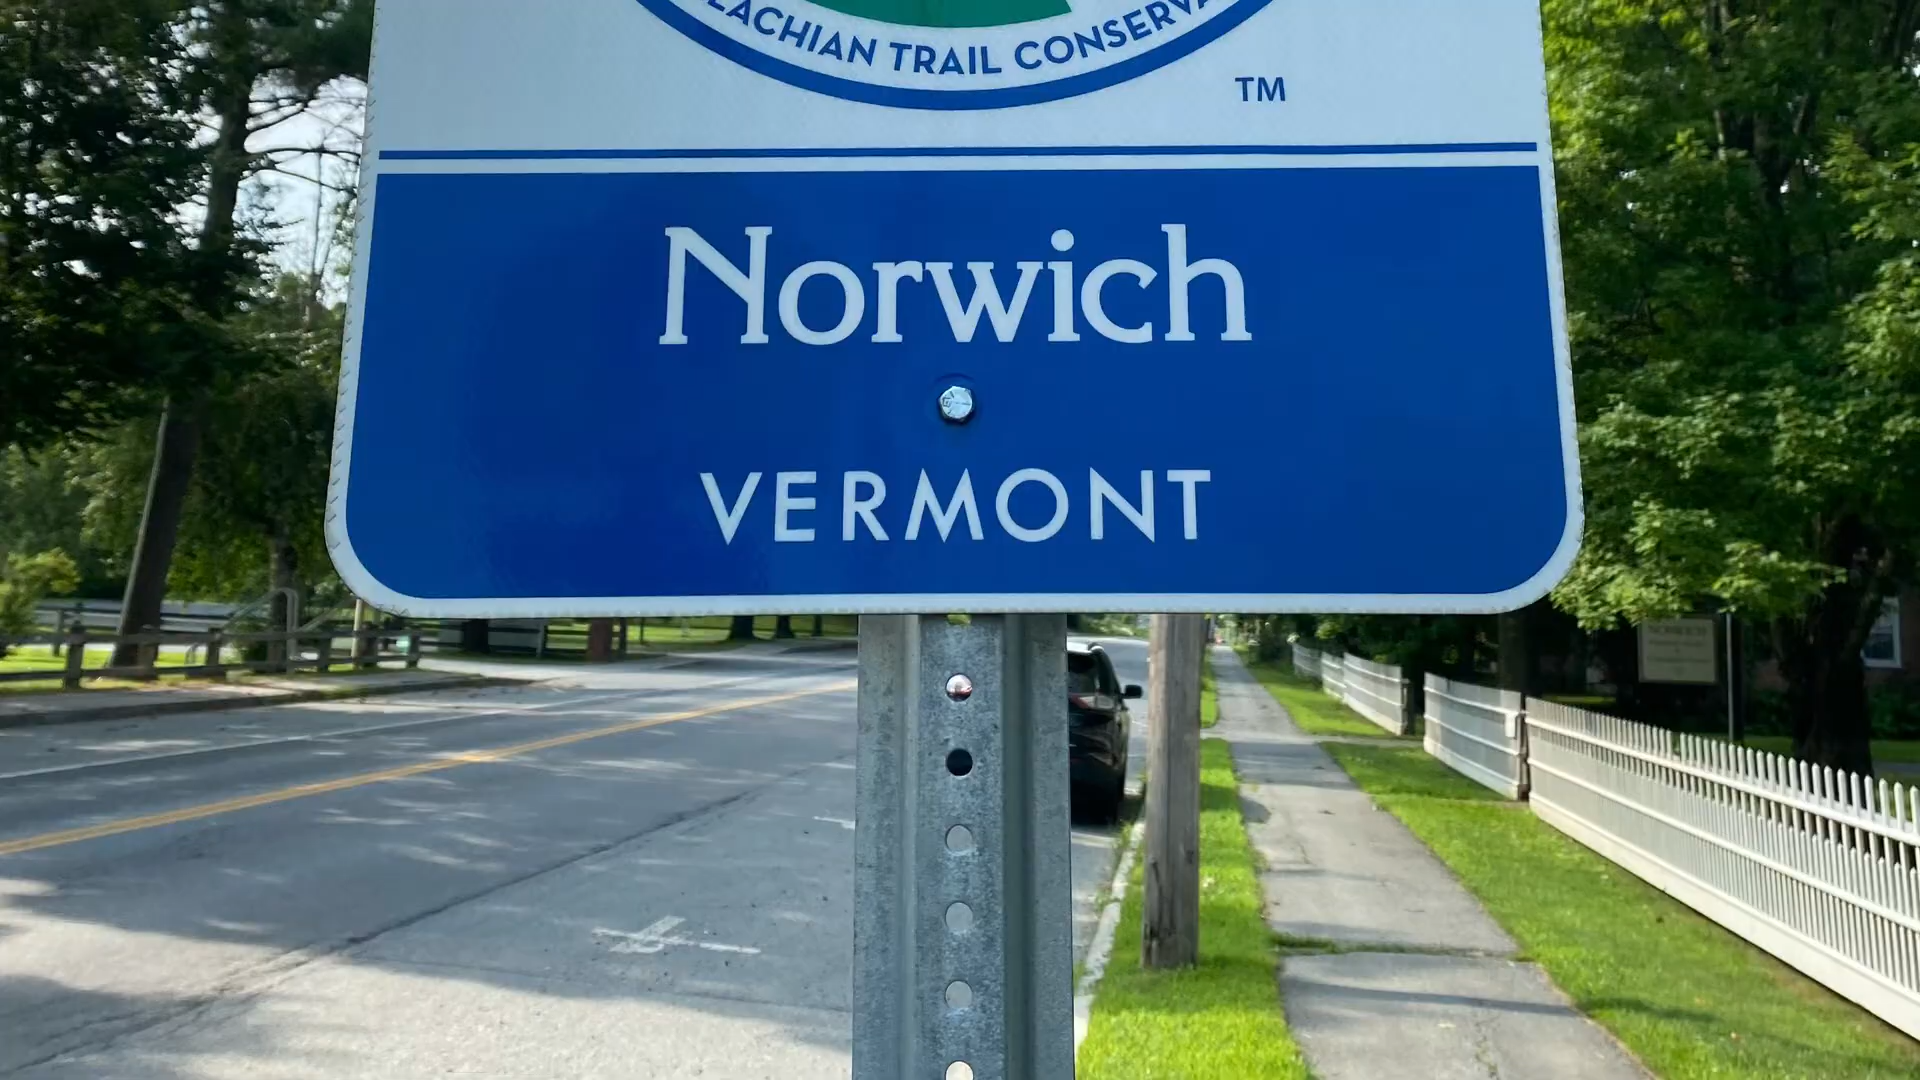 LACHIAN TRAIL CONSERVA
TM
Norwich
VERMONT